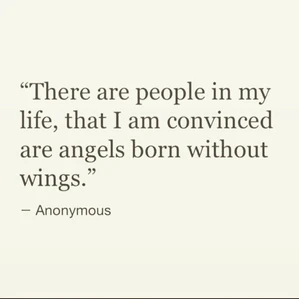 “There are people in my
life, that I am convinced
are angels born without
wings.”
— Anonymous